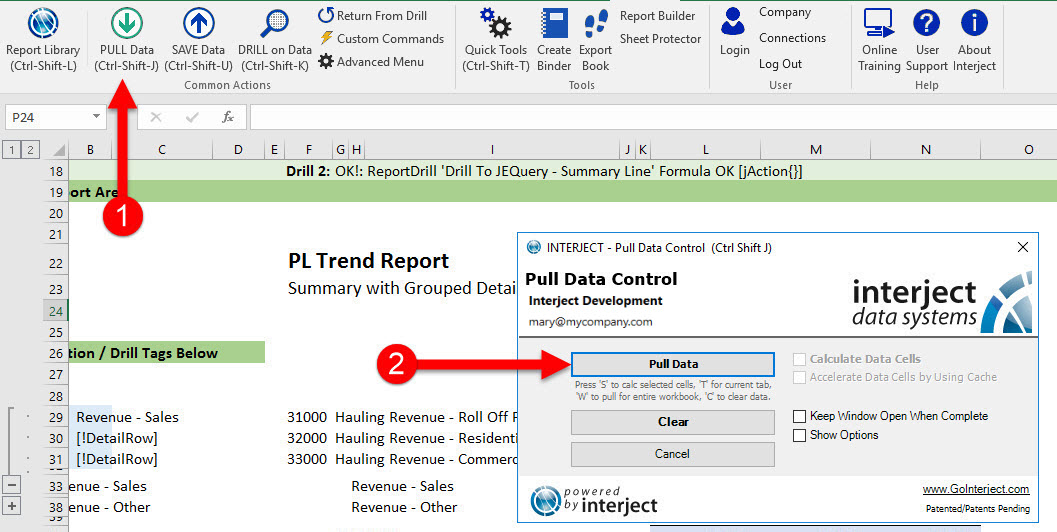 Report Library
(Ctrl-Shift-L)
PULL Data
(Ctrl-Shift-J)
SAVE Data
(Ctrl-Shift-U)
DRILL on Data
(Ctrl-Shift-K)
Return From Drill
Custom Commands
Advanced Menu
Common Actions
Quick Tools
(Ctrl-Shift-T)
Create
Binder
Export
Book
Report Builder
Sheet Protector
Tools
Login
Company
Connections
Log Out
User
Online
Training
User
Support
About
Interject
Help
P24
fx
1 2
B C D E F G H I J K L M N O
18 Drill 2: OK!: ReportDrill 'Drill To JEQuery - Summary Line' Formula OK [jAction{}]
19 ort Are
1
20
21
22 PL Trend Report
23 Summary with Grouped Detai
24
25
26 tion / Drill Tags Below
27
28
29 Revenue - Sales 31000 Hauling Revenue - Roll Off
30 [!DetailRow] 32000 Hauling Revenue - Residenti
31 [!DetailRow] 33000 Hauling Revenue - Commerc
33 enue - Sales Revenue - Sales
38 enue - Other Revenue - Other
2
INTERJECT - Pull Data Control (Ctrl Shift J)
Pull Data Control
Interject Development
mary@mycompany.com
interject
data systems
Pull Data
Press 'S' to calc selected cells, 'T' for current tab,
'W' to pull for entire workbook, 'C' to clear data.
Clear
Cancel
Calculate Data Cells
Accelerate Data Cells by Using Cache
Keep Window Open When Complete
Show Options
powered
by interject
www.GoInterject.com
Patented/Patents Pending